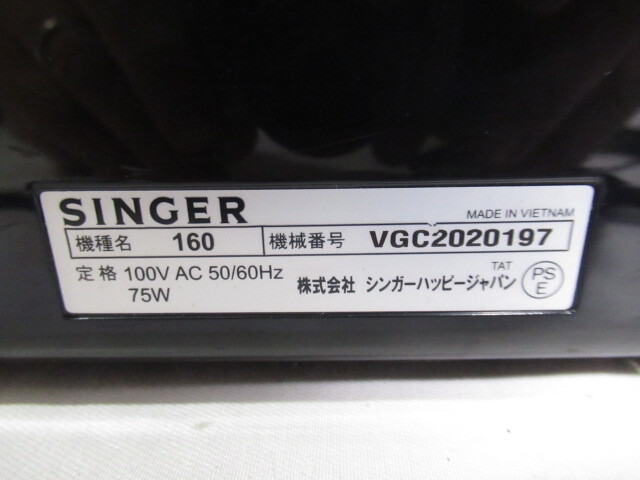 SINGER MADE IN VIETNAM
機種名 160 機械番号 VGC2020197
定格 100V AC 50/60Hz
75W
TAT
株式会社 シンガーハッピージャパン
PS
E